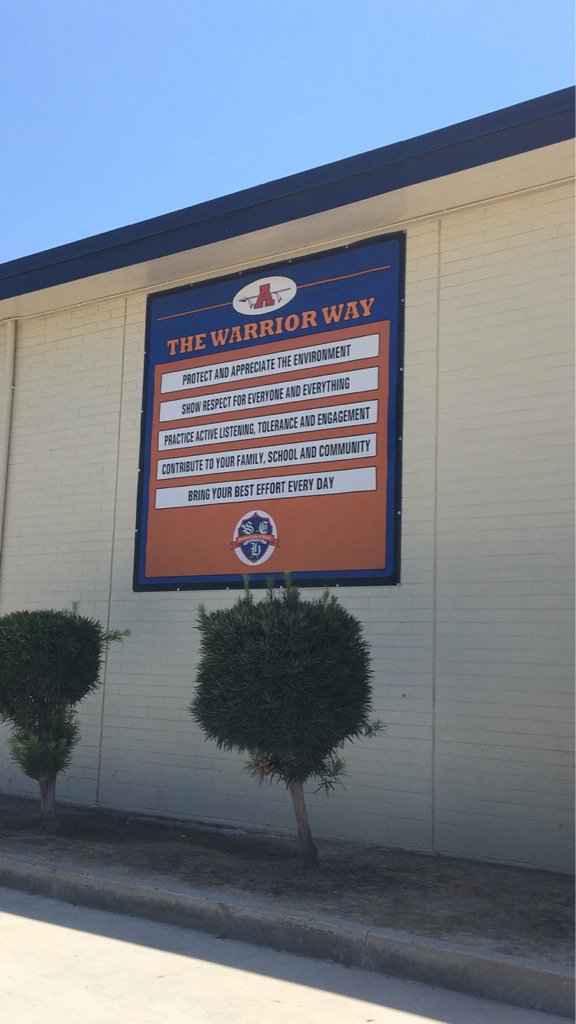 A
THE WARRIOR WAY
PROTECT AND APPRECIATE THE ENVIRONMENT
SHOW RESPECT FOR EVERYONE AND EVERYTHING
PRACTICE ACTIVE LISTENING, TOLERANCE AND ENGAGEMENT
CONTRIBUTE TO YOUR FAMILY, SCHOOL AND COMMUNITY
BRING YOUR BEST EFFORT EVERY DAY
S C
H